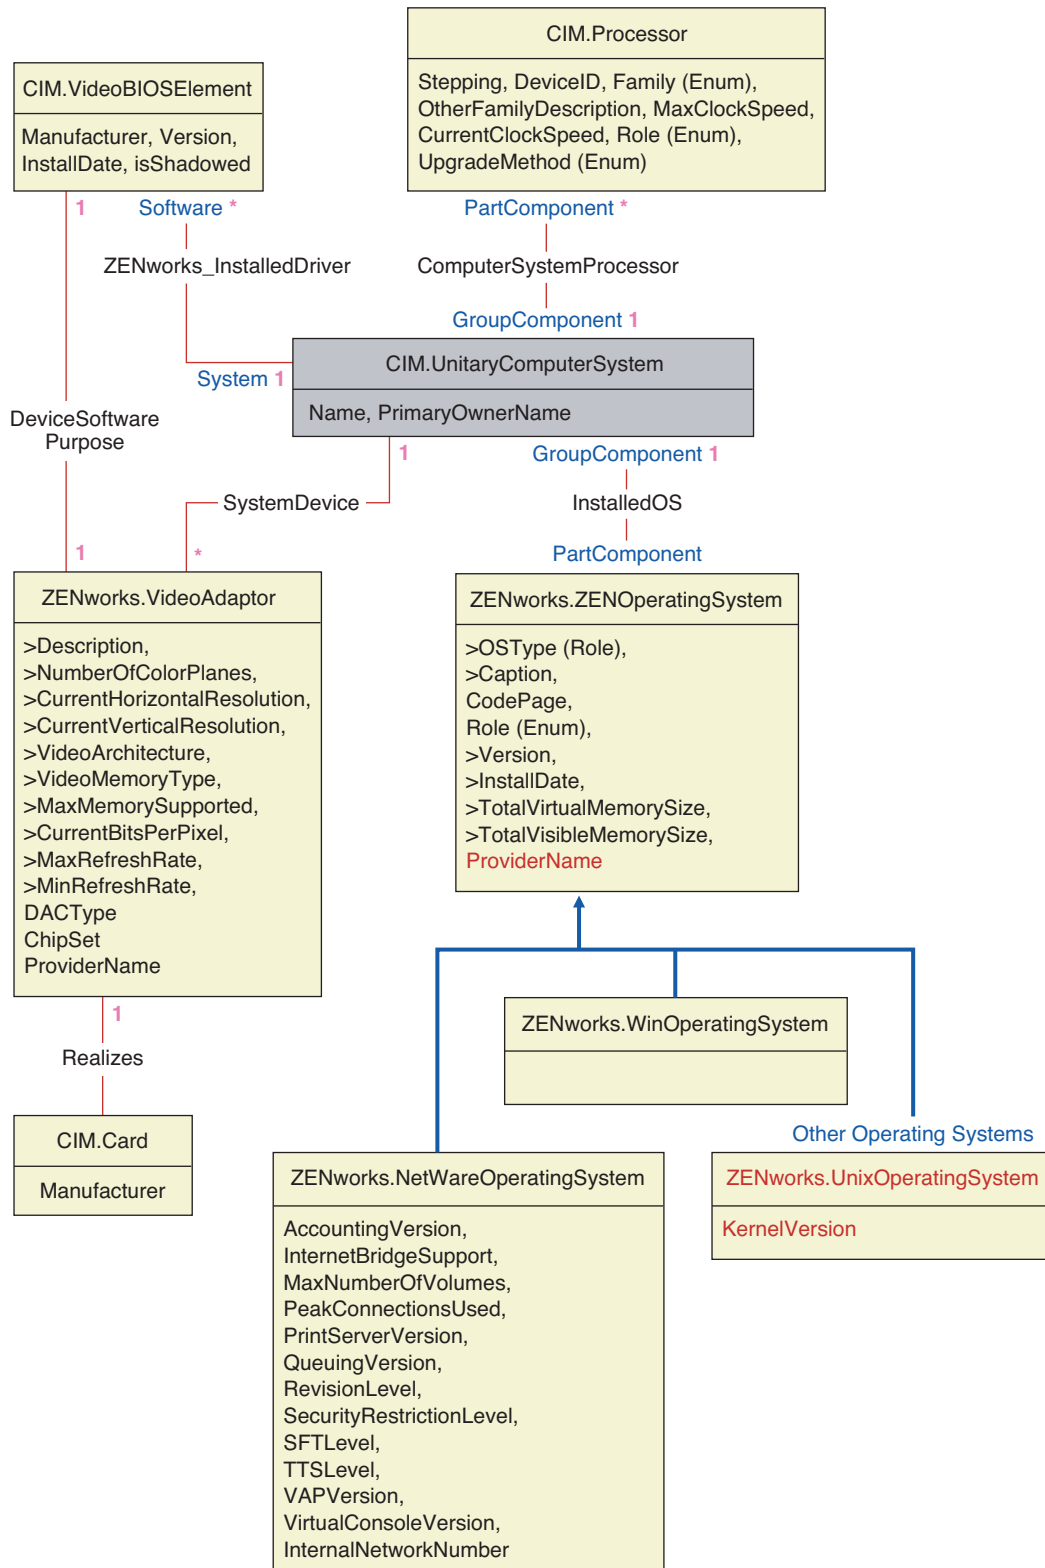 CIM.Processor
Stepping, DeviceID, Family (Enum),
OtherFamilyDescription, MaxClockSpeed,
CurrentClockSpeed, Role (Enum),
UpgradeMethod (Enum)
CIM.VideoBIOSElement
Manufacturer, Version,
InstallDate, isShadowed
1
Software *
PartComponent *
ZENworks_InstalledDriver
ComputerSystemProcessor
GroupComponent 1
System 1
CIM.UnitaryComputerSystem
Name, PrimaryOwnerName
DeviceSoftware
Purpose
1
GroupComponent 1
SystemDevice
InstalledOS
1
*
PartComponent
ZENworks.VideoAdaptor
>Description,
>NumberOfColorPlanes,
>CurrentHorizontalResolution,
>CurrentVerticalResolution,
>VideoArchitecture,
>VideoMemoryType,
>MaxMemorySupported,
>CurrentBitsPerPixel,
>MaxRefreshRate,
>MinRefreshRate,
DACType
ChipSet
ProviderName
ZENworks.ZENOperatingSystem
>OSType (Role),
>Caption,
CodePage,
Role (Enum),
>Version,
>InstallDate,
>TotalVirtualMemorySize,
>TotalVisibleMemorySize,
ProviderName
1
Realizes
CIM.Card
Manufacturer
ZENworks.WinOperatingSystem
Other Operating Systems
ZENworks.NetWareOperatingSystem
AccountingVersion,
InternetBridgeSupport,
MaxNumberOfVolumes,
PeakConnectionsUsed,
PrintServerVersion,
QueuingVersion,
RevisionLevel,
SecurityRestrictionLevel,
SFTLevel,
TTSLevel,
VAPVersion,
VirtualConsoleVersion,
InternalNetworkNumber
ZENworks.UnixOperatingSystem
KernelVersion